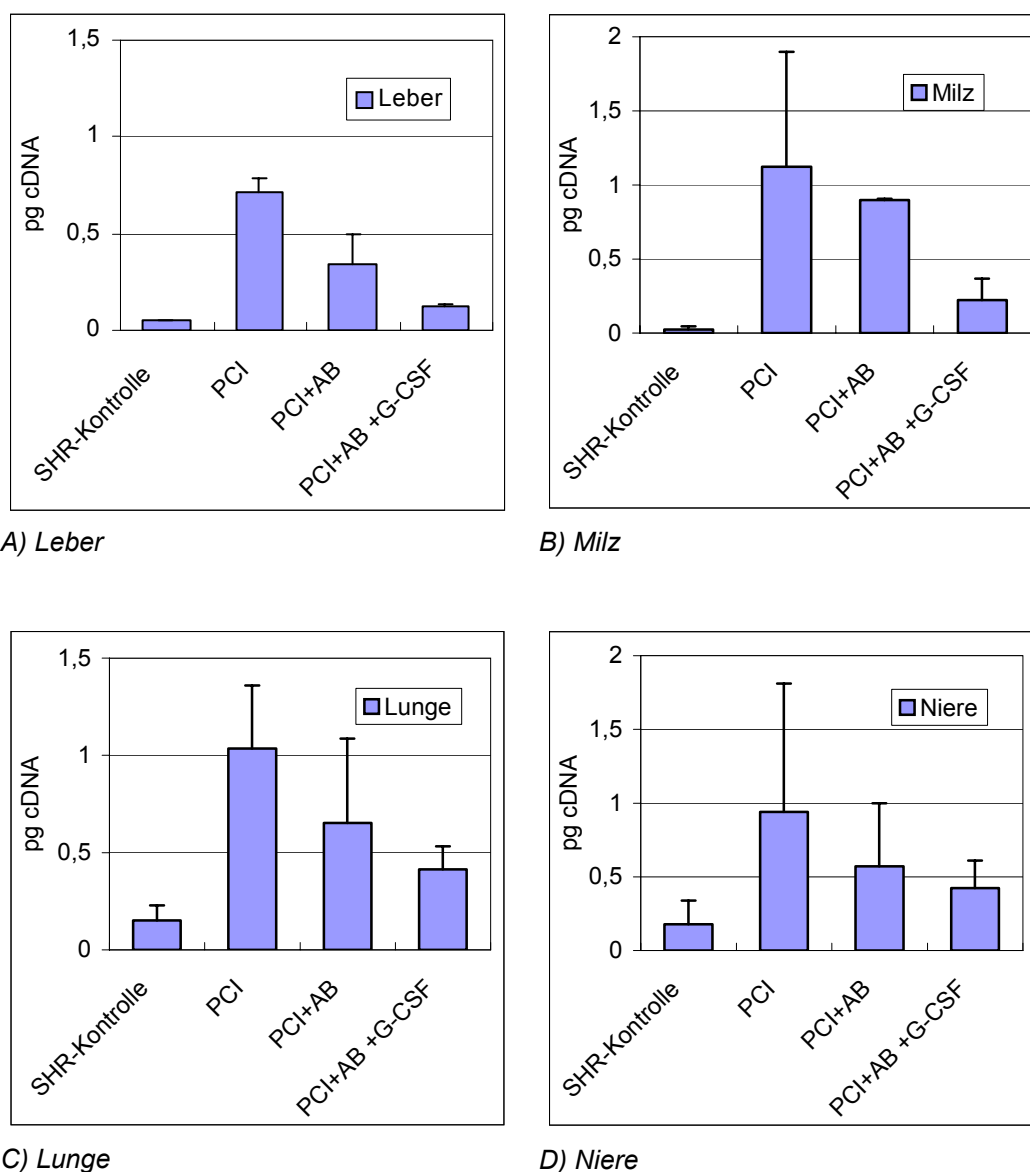 1,5
1
0,5
0
pg cDNA
Leber
SHR-Kontrolle
PCI
PCI+AB
PCI+AB +G-CSF
A) Leber
2
1,5
1
0,5
0
pg cDNA
Milz
SHR-Kontrolle
PCI
PCI+AB
PCI+AB +G-CSF
B) Milz
1,5
1
0,5
0
pg cDNA
Lunge
SHR-Kontrolle
PCI
PCI+AB
PCI+AB +G-CSF
C) Lunge
2
1,5
1
0,5
0
pg cDNA
Niere
SHR-Kontrolle
PCI
PCI+AB
PCI+AB +G-CSF
D) Niere